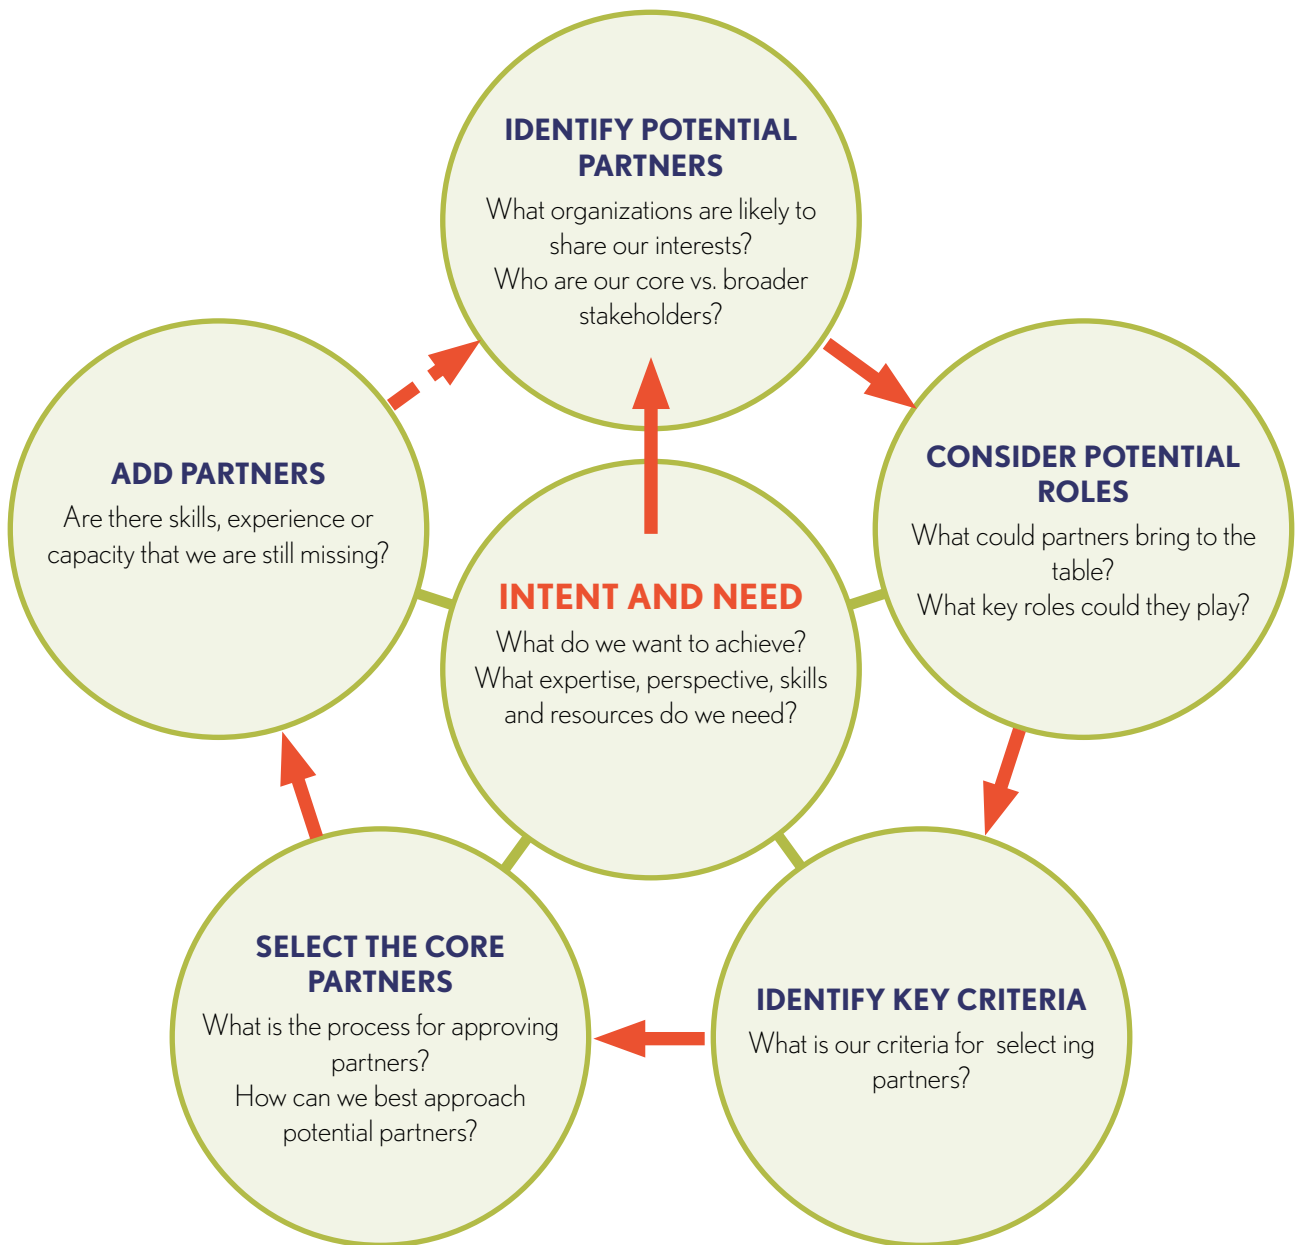 IDENTIFY POTENTIAL
PARTNERS
What organizations are likely to
share our interests?
Who are our core vs. broader
stakeholders?
CONSIDER POTENTIAL
ROLES
What could partners bring to the
table?
What key roles could they play?
IDENTIFY KEY CRITERIA
What is our criteria for  select ing
partners?
SELECT THE CORE
PARTNERS
What is the process for approving
partners?
How can we best approach
potential partners?
ADD PARTNERS
Are there skills, experience or
capacity that we are still missing?
INTENT AND NEED
What do we want to achieve?
What expertise, perspective, skills
and resources do we need?